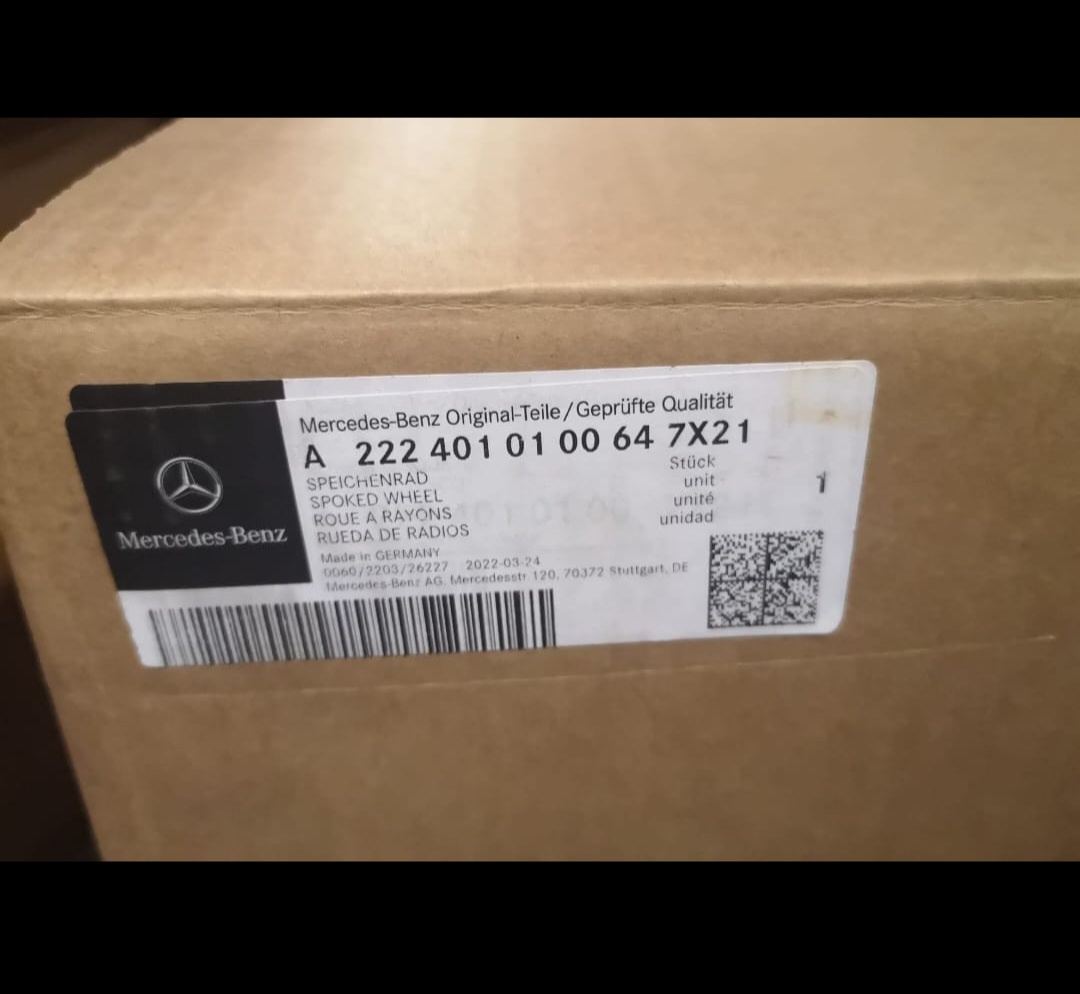 Mercedes-Benz
Mercedes-Benz Original-Teile/Geprüfte Qualität
A 222 401 01 00 64 7X21
SPEICHENRAD
SPOKED WHEEL
ROUE A RAYONS
RUEDA DE RADIOS
Stück
unit
unité
unidad
1
Made in GERMANY
0060/2203/26227 2022-03-24
Mercedes-Benz AG, Mercedesstr. 120, 70372 Stuttgart, DE